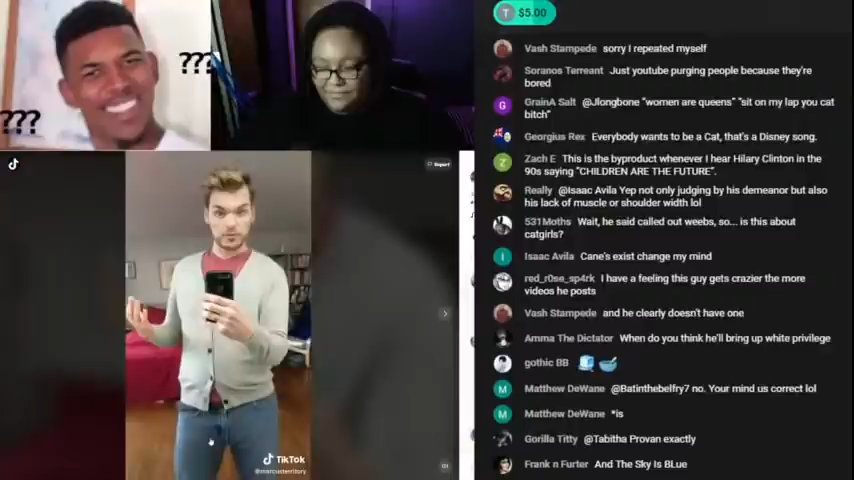 $5.00
T
???
???
Vash Stampede sorry I repeated myself
Soranos Terreant Just youtube purging people because they're
bored
G
GrainA Salt @Jlongbone "women are queens" "sit on my lap you cat
bitch"
Georgius Rex Everybody wants to be a Cat, that's a Disney song.
Z
Zach E This is the byproduct whenever I hear Hilary Clinton in the
90s saying "CHILDREN ARE THE FUTURE".
Really @Isaac Avila Yep not only judging by his demeanor but also
his lack of muscle or shoulder width lol
531Moths Wait, he said called out weebs, so... is this about
catgirls?
I
Isaac Avila Cane's exist change my mind
red_r0se_sp4rk I have a feeling this guy gets crazier the more
videos he posts
Vash Stampede and he clearly doesn't have one
Amma The Dictator When do you think he'll bring up white privilege
gothic BB
M
Matthew DeWane @Batinthebelfry7 no. Your mind us correct lol
M
Matthew DeWane *is
Gorilla Titty @Tabitha Provan exactly
Frank n Furter And The Sky Is BLue
Report
TikTok
@marcusterritory